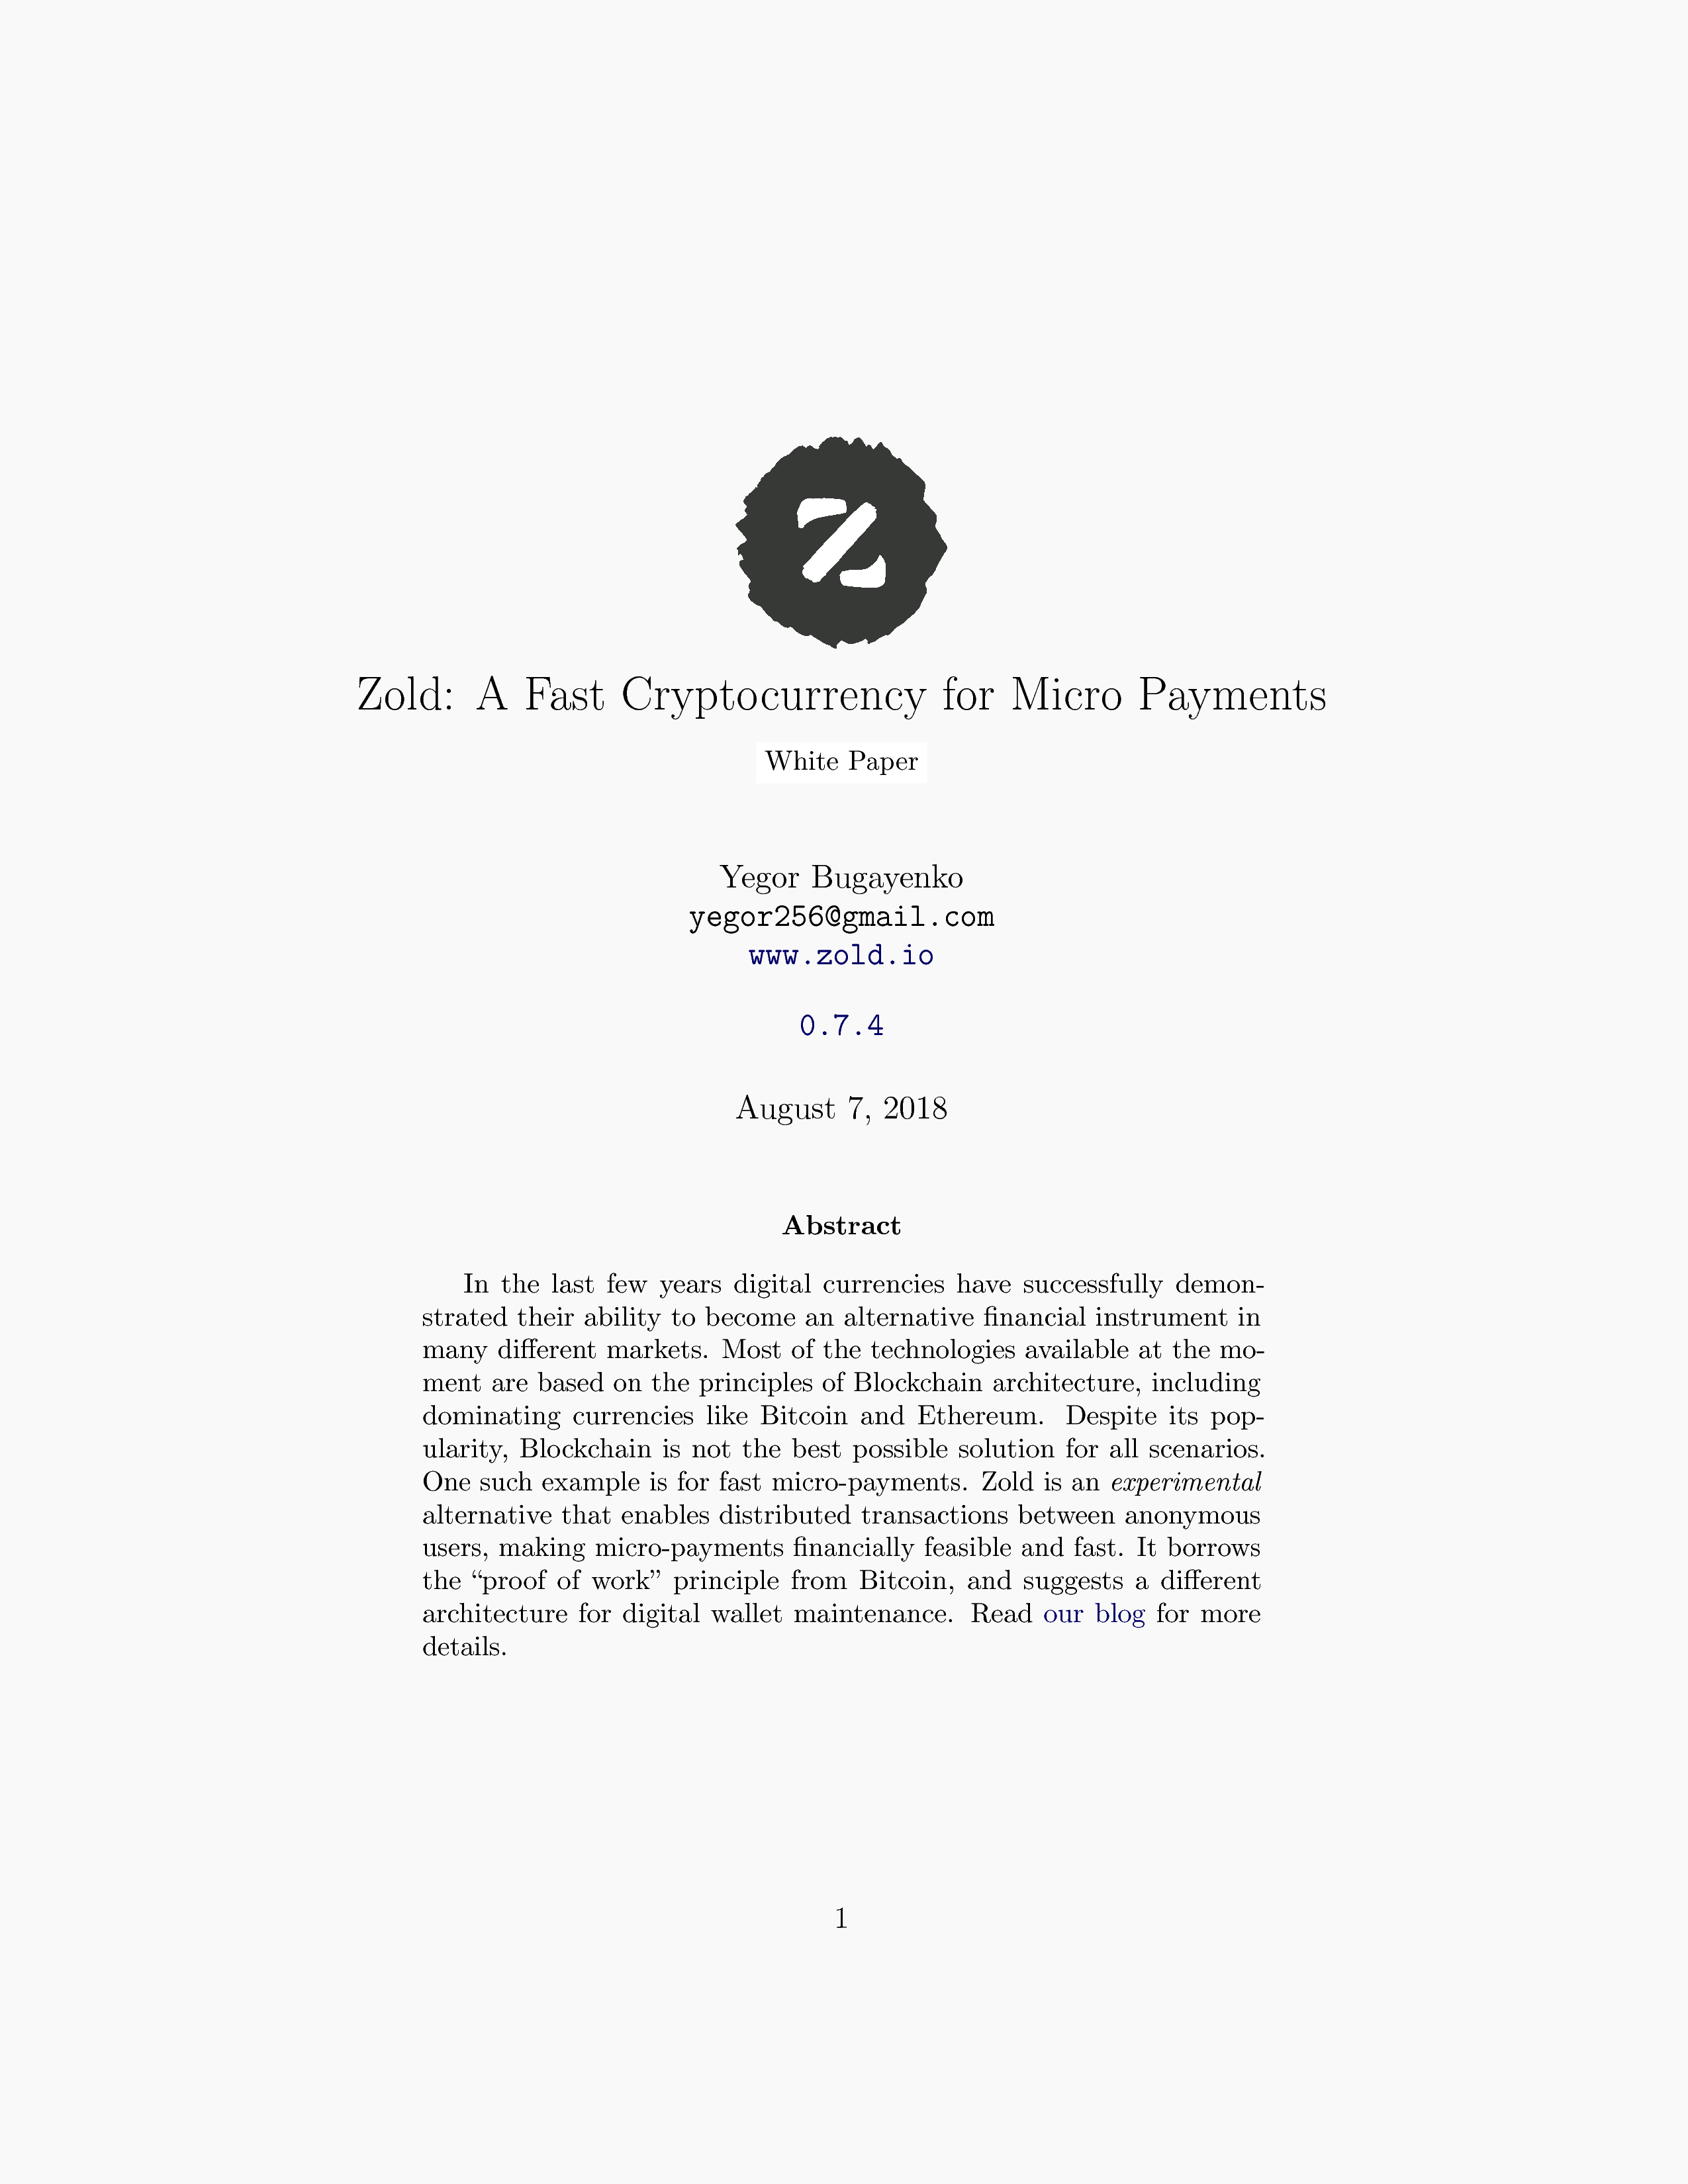 Z
Zold: A Fast Cryptocurrency for Micro Payments
White Paper
Yegor Bugayenko
yegor256@gmail.com
www.zold.io
0.7.4
August 7, 2018
Abstract
In the last few years digital currencies have successfully demon-
strated their ability to become an alternative financial instrument in
many different markets. Most of the technologies available at the mo-
ment are based on the principles of Blockchain architecture, including
dominating currencies like Bitcoin and Ethereum. Despite its pop-
ularity, Blockchain is not the best possible solution for all scenarios.
One such example is for fast micro-payments. Zold is an experimental
alternative that enables distributed transactions between anonymous
users, making micro-payments financially feasible and fast. It borrows
the “proof of work” principle from Bitcoin, and suggests a different
architecture for digital wallet maintenance. Read our blog for more
details.
1